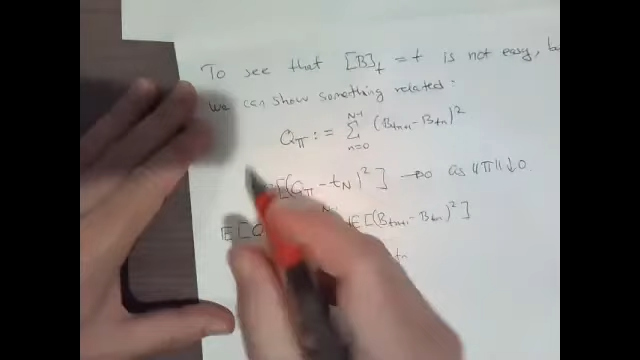 To see that [B]_t = t is not easy, b
we can show something related:
Q_π := Σ_{n=0}^{N-1} (B_{t_{n+1}} - B_{t_n})^2
[(Q_π - t_N)^2] → 0 as ||π|| ↓ 0
E[ E[(B_{t_{n+1}} - B_{t_n})^2]
t_n